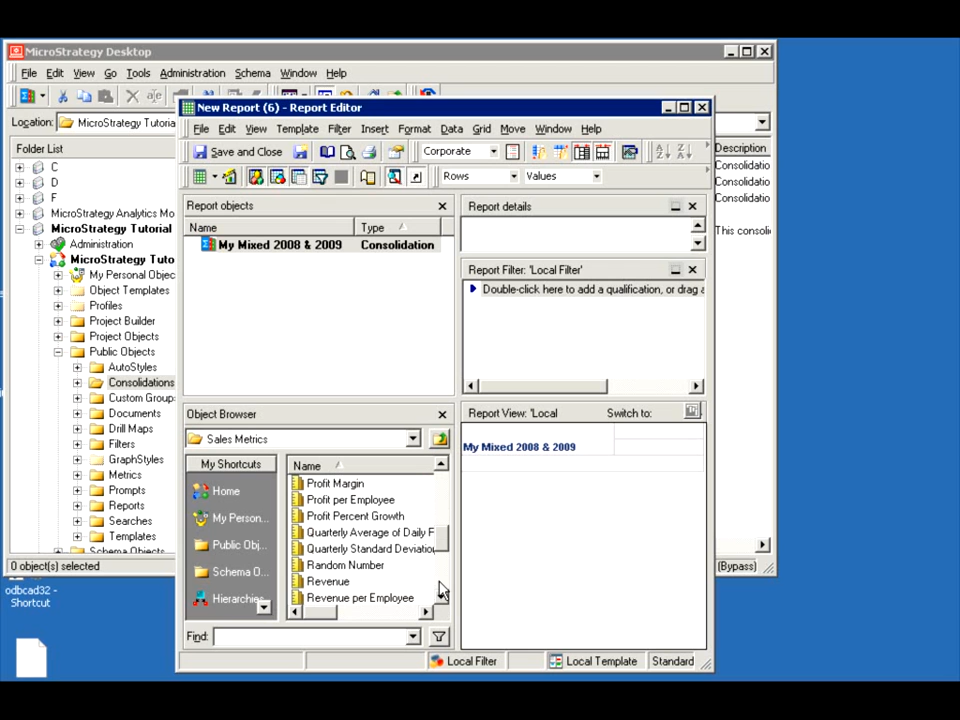 MicroStrategy Desktop
File Edit View Go Tools Administration Schema Window Help
Location: MicroStrategy Tutoria
Folder List
C
D
F
MicroStrategy Analytics Mo
MicroStrategy Tutorial
Administration
MicroStrategy Tuto
My Personal Objec
Object Templates
Profiles
Project Builder
Project Objects
Public Objects
AutoStyles
Consolidations
Custom Group
Documents
Drill Maps
Filters
GraphStyles
Metrics
Prompts
Reports
Searches
Templates
Schema Objects
0 object(s) selected
Description
Consolidatio
Consolidatio
Consolidatio
This consoli
(Bypass)
New Report (6) - Report Editor
File Edit View Template Filter Insert Format Data Grid Move Window Help
Save and Close Corporate
Rows Values
Report objects
Name Type
My Mixed 2008 & 2009 Consolidation
Report details
Report Filter: 'Local Filter'
Double-click here to add a qualification, or drag a
Object Browser
Sales Metrics
My Shortcuts
Home
My Person...
Public Obj...
Schema O...
Hierarchies
Name
Profit Margin
Profit per Employee
Profit Percent Growth
Quarterly Average of Daily F
Quarterly Standard Deviation
Random Number
Revenue
Revenue per Employee
Find:
Report View: 'Local Switch to:
My Mixed 2008 & 2009
Local Filter Local Template Standard
odbcad32 -
Shortcut